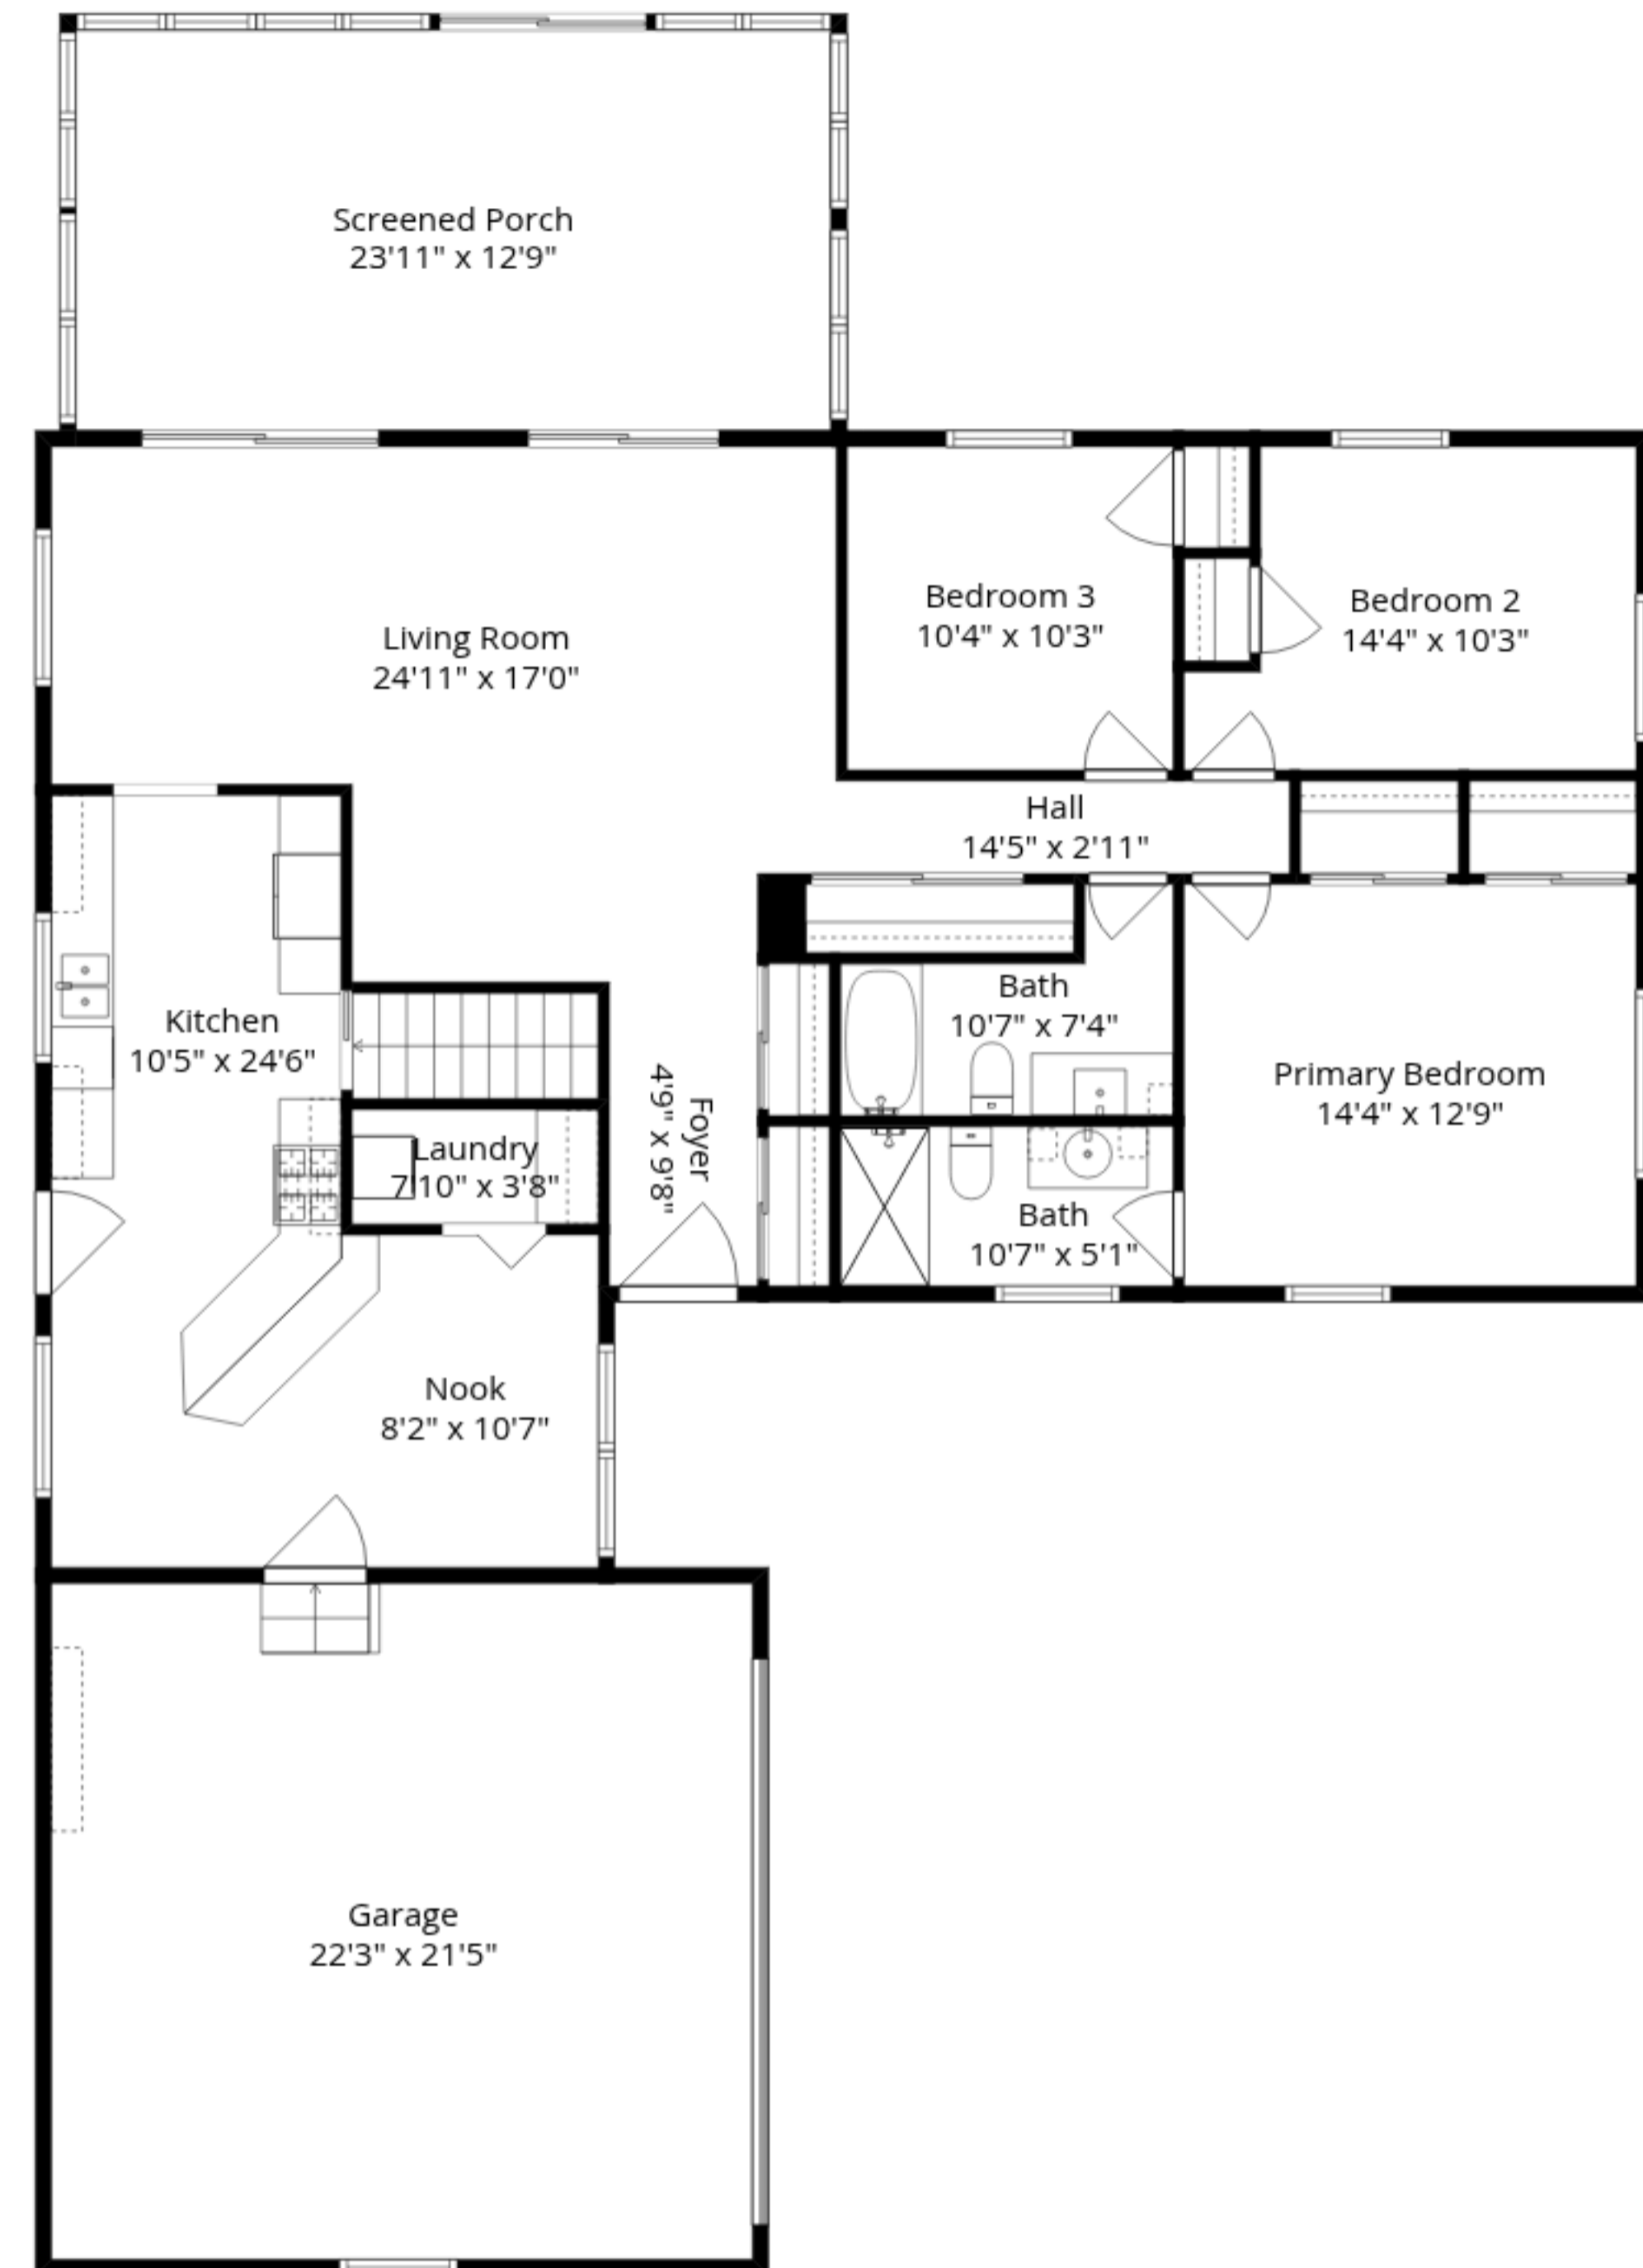 Screened Porch
23'11" x 12'9"
Living Room
24'11" x 17'0"
Bedroom 3
10'4" x 10'3"
Bedroom 2
14'4" x 10'3"
Hall
14'5" x 2'11"
Kitchen
10'5" x 24'6"
Bath
10'7" x 7'4"
Primary Bedroom
14'4" x 12'9"
Foyer
4'9" x 9'8"
Laundry
7'10" x 3'8"
Bath
10'7" x 5'1"
Nook
8'2" x 10'7"
Garage
22'3" x 21'5"